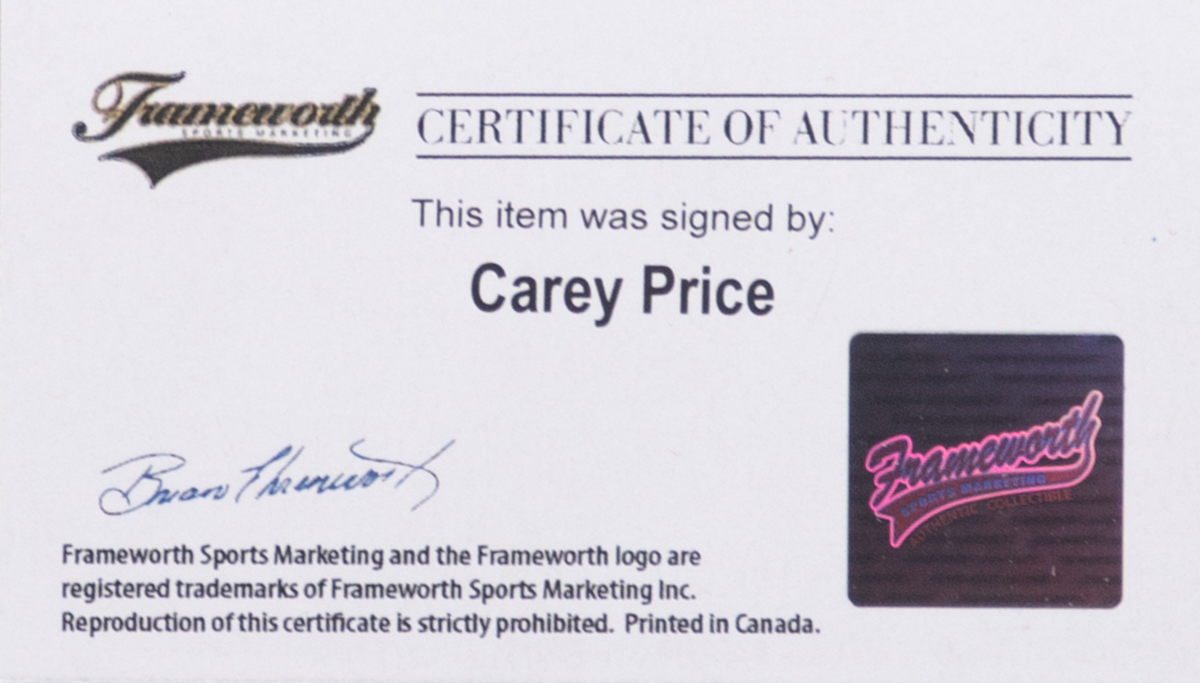 Frameworth
SPORTS MARKETING
CERTIFICATE OF AUTHENTICITY
This item was signed by:
Carey Price
Frameworth
SPORTS MARKETING
AUTHENTIC COLLECTIBLE
Brian
Frameworth Sports Marketing and the Frameworth logo are
registered trademarks of Frameworth Sports Marketing Inc.
Reproduction of this certificate is strictly prohibited. Printed in Canada.